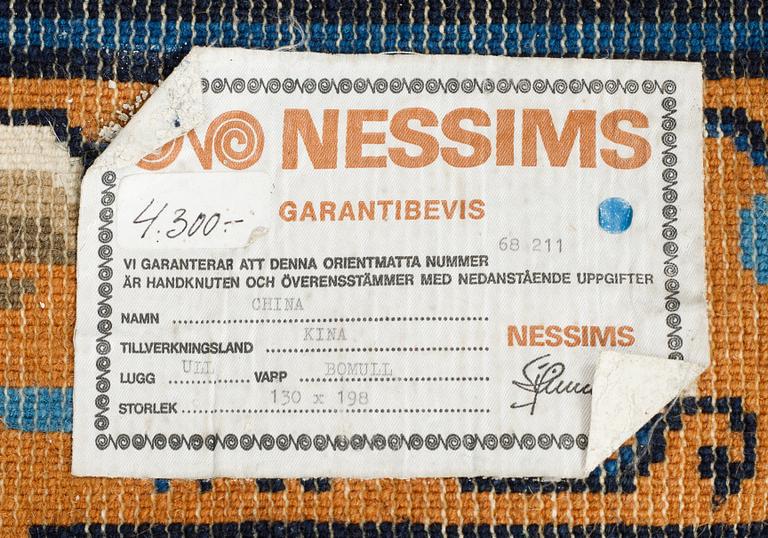 NESSIMS
4.300:-
GARANTIBEVIS
68 211
VI GARANTERAR ATT DENNA ORIENTMATTA NUMMER
ÄR HANDKNUTEN OCH ÖVERENSSTÄMMER MED NEDANSTÅENDE UPPGIFTER
NAMN CHINA
TILLVERKNINGSLAND KINA
NESSIMS
LUGG ULL VARP BOMULL
STORLEK 130 x 198